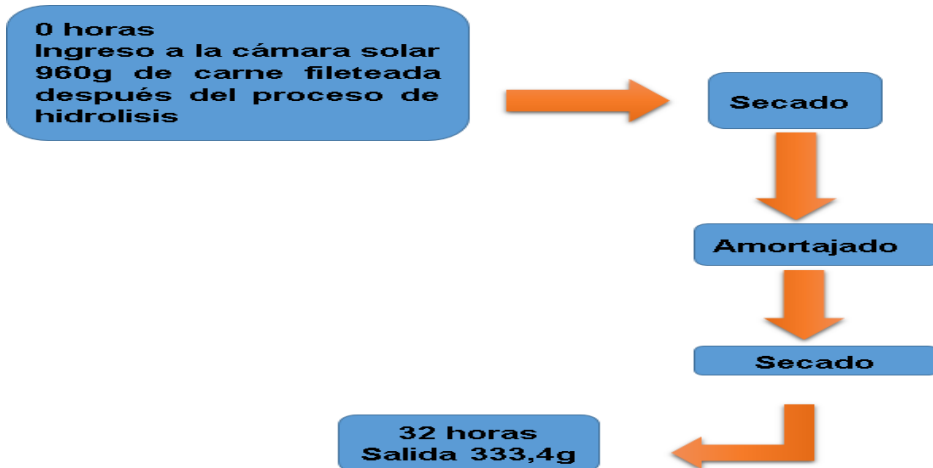 0 horas
Ingreso a la cámara solar
960g de carne fileteada
después del proceso de
hidrolisis
Secado
Amortajado
Secado
32 horas
Salida 333,4g